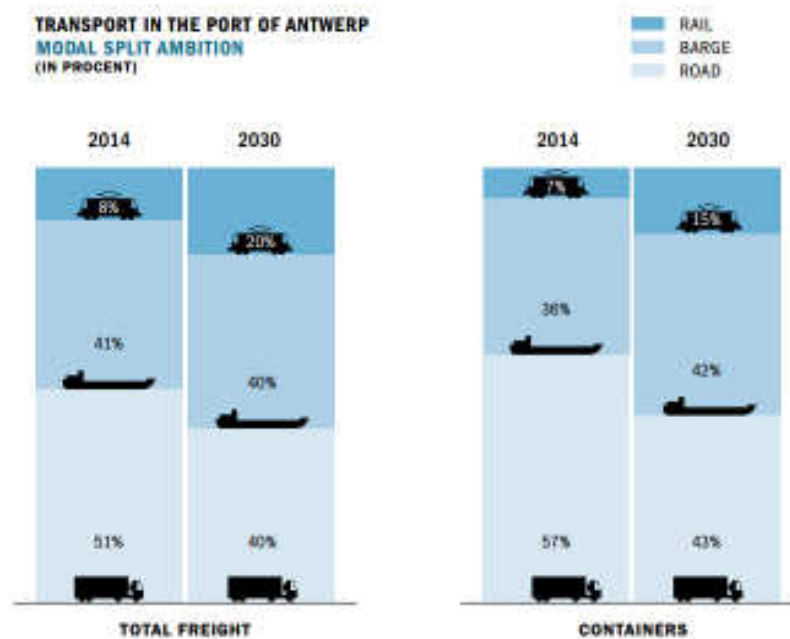 TRANSPORT IN THE PORT OF ANTWERP
MODAL SPLIT AMBITION
(IN PROCENT)
RAIL
BARGE
ROAD
2014
2030
8%
20%
41%
40%
51%
40%
TOTAL FREIGHT
2014
2030
7%
15%
36%
42%
57%
43%
CONTAINERS